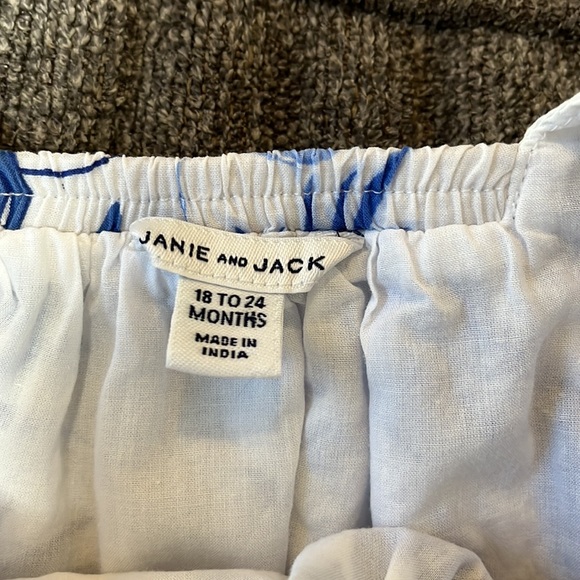 JANIE AND JACK
18 TO 24
MONTHS
MADE IN
INDIA